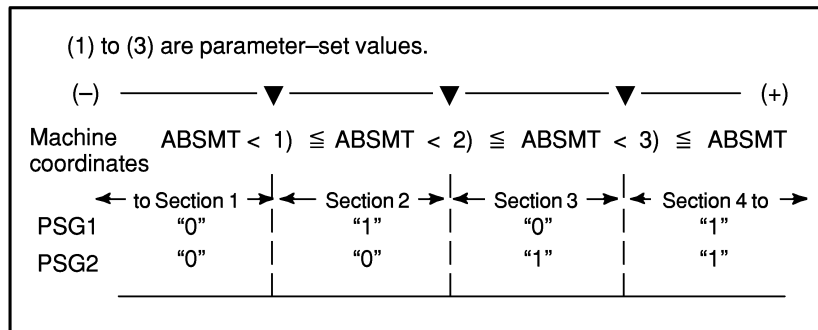 (1) to (3) are parameter–set values.
(–) (+)
Machine coordinates ABSMT < 1) ≦ ABSMT < 2) ≦ ABSMT < 3) ≦ ABSMT
to Section 1 Section 2 Section 3 Section 4 to
PSG1 “0” “1” “0” “1”
PSG2 “0” “0” “1” “1”